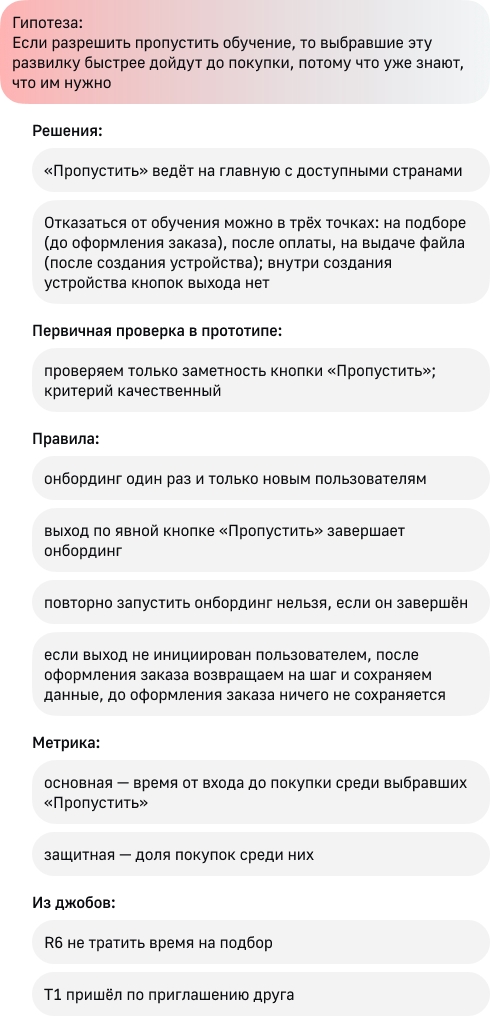 Гипотеза:
Если разрешить пропустить обучение, то выбравшие эту
развилку быстрее дойдут до покупки, потому что уже знают,
что им нужно
Решения:
«Пропустить» ведёт на главную с доступными странами
Отказаться от обучения можно в трёх точках: на подборе
(до оформления заказа), после оплаты, на выдаче файла
(после создания устройства); внутри создания
устройства кнопок выхода нет
Первичная проверка в прототипе:
проверяем только заметность кнопки «Пропустить»;
критерий качественный
Правила:
онбординг один раз и только новым пользователям
выход по явной кнопке «Пропустить» завершает
онбординг
повторно запустить онбординг нельзя, если он завершён
если выход не инициирован пользователем, после
оформления заказа возвращаем на шаг и сохраняем
данные, до оформления заказа ничего не сохраняется
Метрика:
основная — время от входа до покупки среди выбравших
«Пропустить»
защитная — доля покупок среди них
Из джобов:
R6 не тратить время на подбор
T1 пришёл по приглашению друга